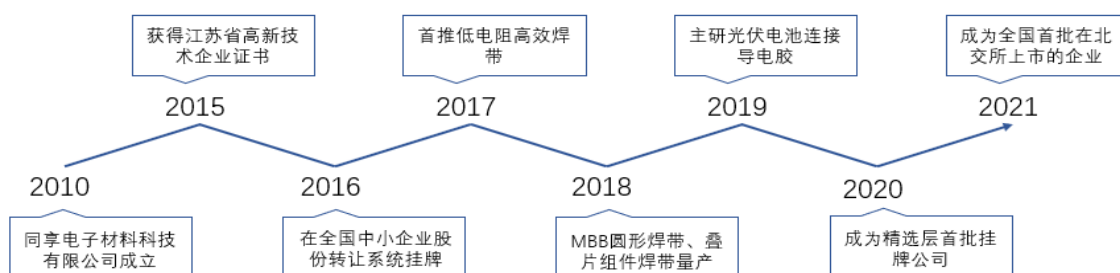 获得江苏省高新技
术企业证书
2015
首推低电阻高效焊
带
2017
主研光伏电池连接
导电胶
2019
成为全国首批在北
交所上市的企业
2021
2010
同享电子材料科技
有限公司成立
2016
在全国中小企业股
份转让系统挂牌
2018
MBB圆形焊带、叠
片组件焊带量产
2020
成为精选层首批挂
牌公司